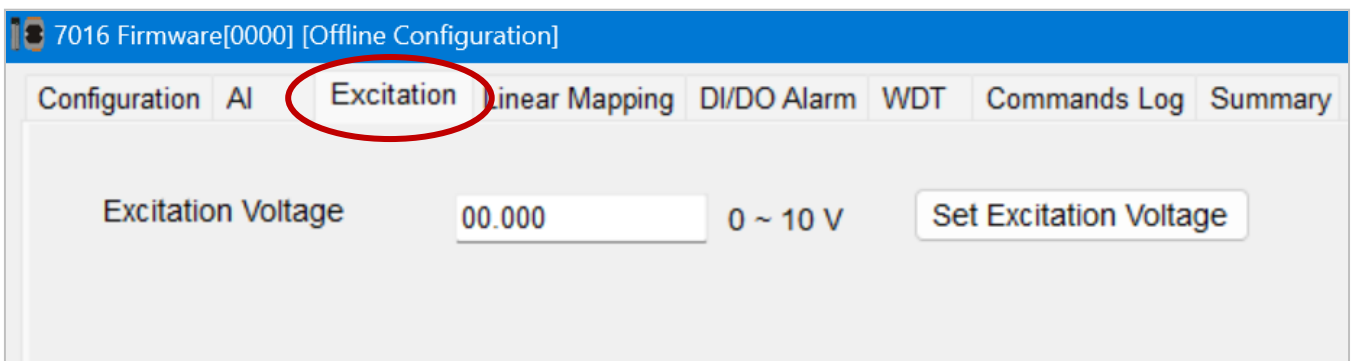 7016 Firmware[0000] [Offline Configuration]
Configuration AI Excitation Linear Mapping DI/DO Alarm WDT Commands Log Summary
Excitation Voltage 00.000 0 ~ 10 V Set Excitation Voltage